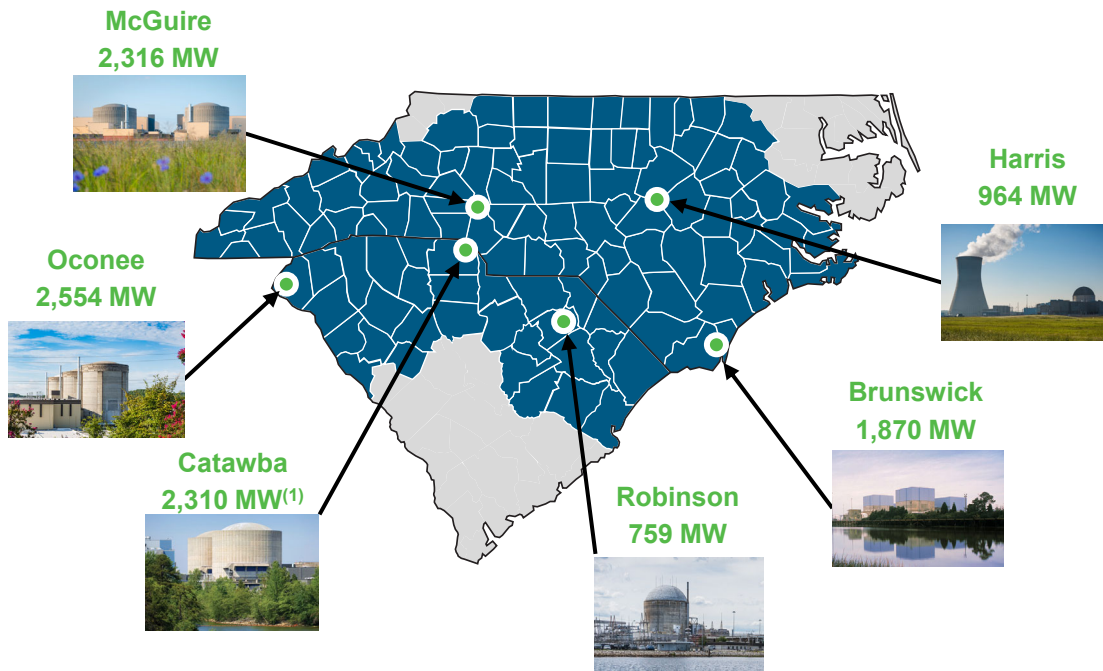 McGuire
2,316 MW
Harris
964 MW
Oconee
2,554 MW
Brunswick
1,870 MW
Catawba
2,310 MW(1)
Robinson
759 MW